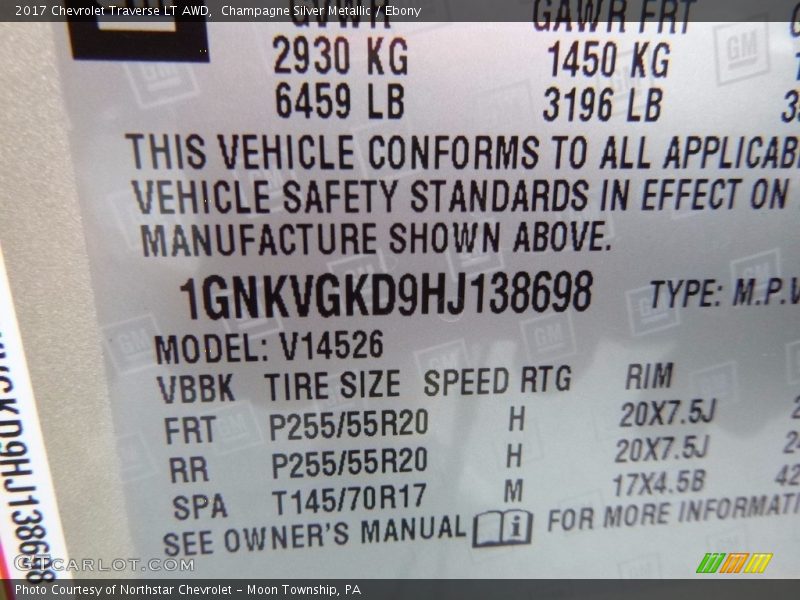 2017 Chevrolet Traverse LT AWD, Champagne Silver Metallic / Ebony
GVWR GAWR FRT
2930 KG 1450 KG
6459 LB 3196 LB
THIS VEHICLE CONFORMS TO ALL
VEHICLE SAFETY STANDARDS IN EFFECT ON
MANUFACTURE SHOWN ABOVE.
1GNKVGKD9HJ138698 TYPE: M.P.V
MODEL: V14526
VBBK TIRE SIZE SPEED RTG RIM
FRT P255/55R20 H 20X7.5J
RR P255/55R20 H 20X7.5J
SPA T145/70R17 M 17X4.5B
SEE OWNER'S MANUAL i FOR MORE
GM
GTCARLOT.COM
Photo Courtesy of Northstar Chevrolet - Moon Township, PA